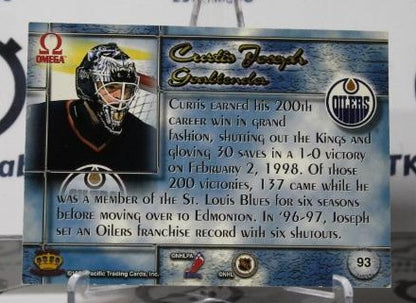 OMEGA
Curtis Joseph
Goaltender
OILERS
Curtis earned his 200th
career win in grand
fashion, shutting out the Kings and
gloving 30 saves in a 1-0 victory
on February 2, 1998. Of those
200 victories, 137 came while he
was a member of the St. Louis Blues for six seasons
before moving over to Edmonton. In '96-97, Joseph
set an Oilers franchise record with six shutouts.
Pacific Trading Cards, Inc.
©NHLPA
©NHL
93